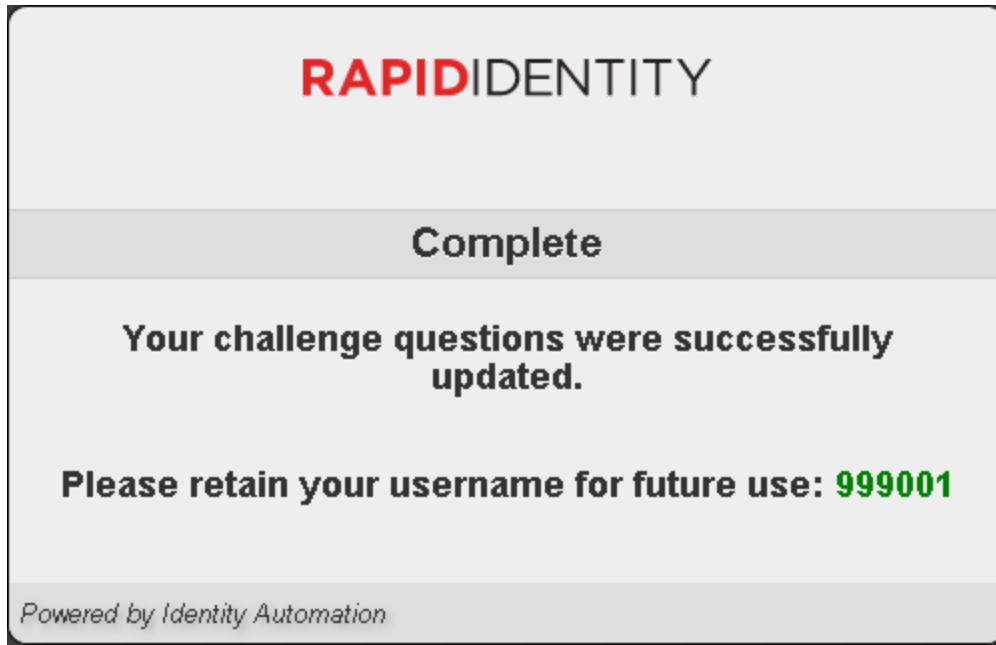 RAPIDIDENTITY
Complete
Your challenge questions were successfully
updated.
Please retain your username for future use: 999001
Powered by Identity Automation